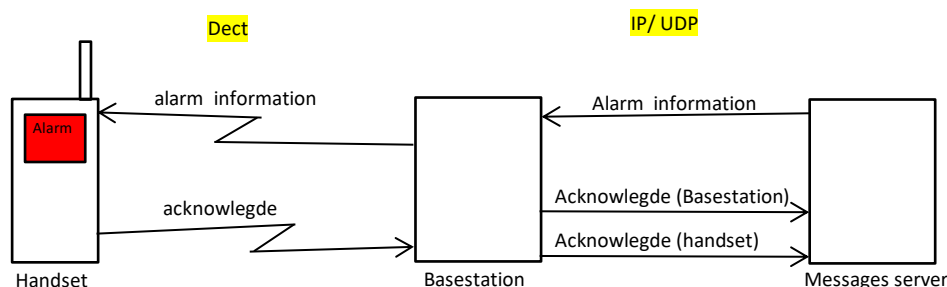 Dect
IP/ UDP
alarm information
Alarm information
Alarm
acknowlegde
Acknowlegde (Basestation)
Acknowlegde (handset)
Handset
Basestation
Messages server